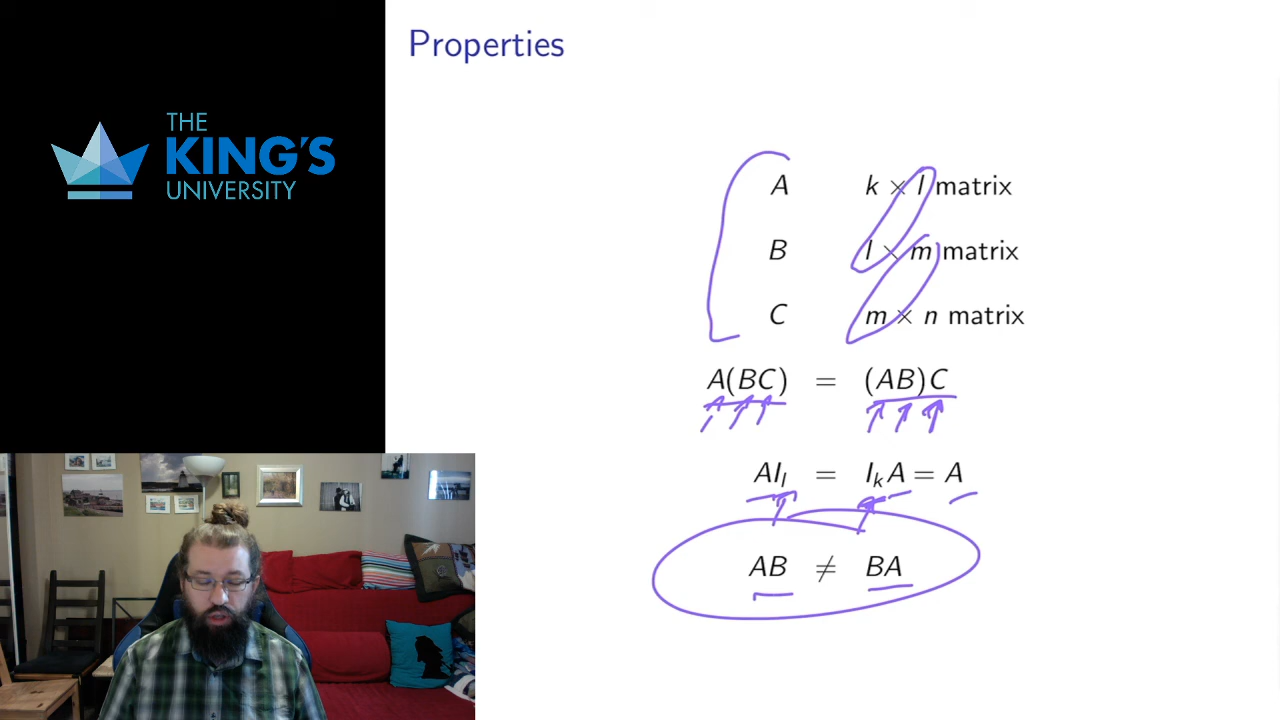 Properties
THE
KING'S
UNIVERSITY
A k × l matrix
B l × m matrix
C m × n matrix
A(BC) = (AB)C
AI_l = I_kA = A
AB ≠ BA